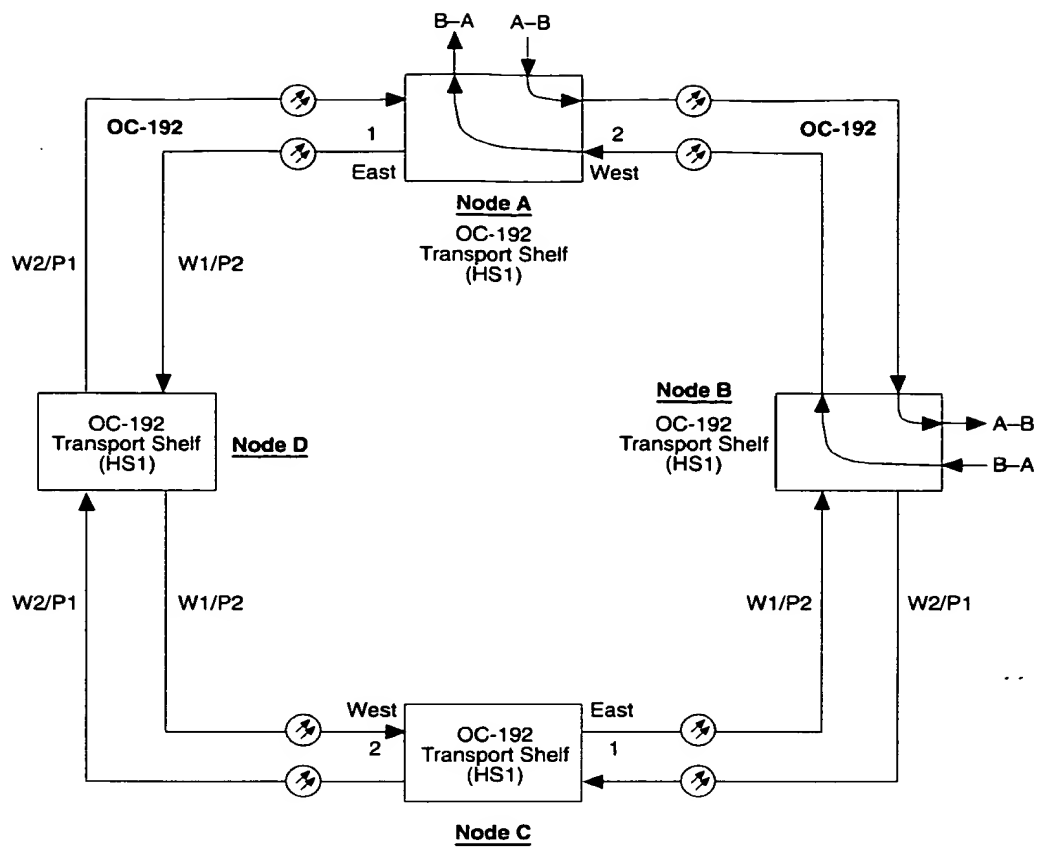 B–A
A–B
OC-192
1
East
2
West
OC-192
Node A
OC-192
Transport Shelf
(HS1)
W2/P1
W1/P2
OC-192
Transport Shelf
(HS1)
Node D
Node B
OC-192
Transport Shelf
(HS1)
A–B
B–A
W2/P1
W1/P2
W1/P2
W2/P1
West
2
OC-192
Transport Shelf
(HS1)
East
1
Node C